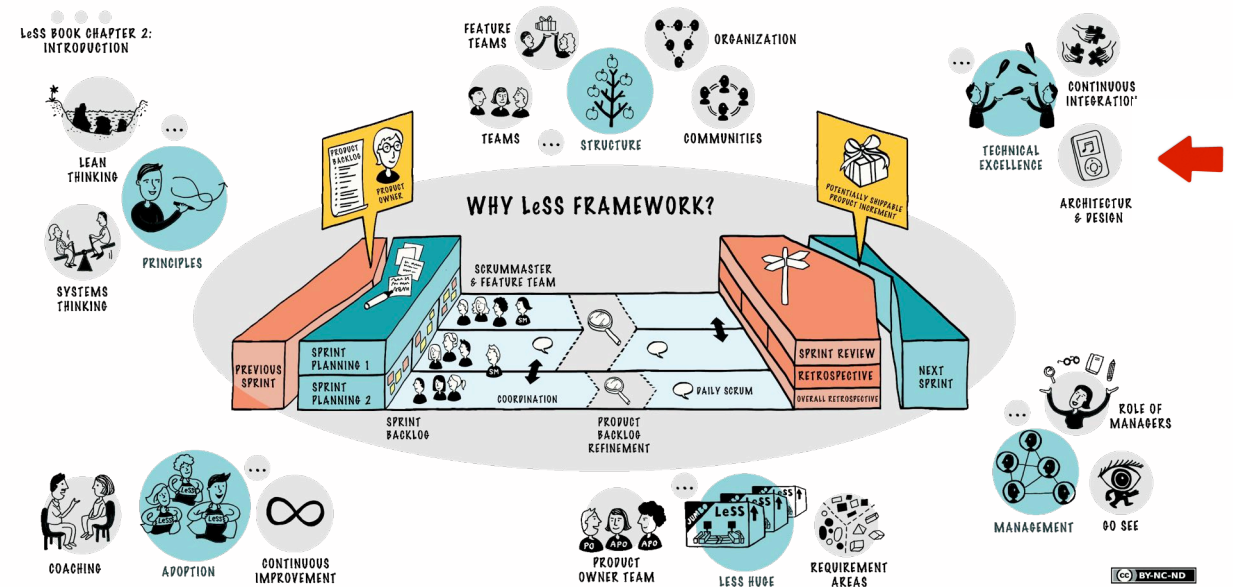 LeSS BOOK CHAPTER 2:
INTRODUCTION
FEATURE
TEAMS
ORGANIZATION
TEAMS
STRUCTURE
COMMUNITIES
CONTINUOUS
INTEGRATION
TECHNICAL
EXCELLENCE
ARCHITECTUR
& DESIGN
LEAN
THINKING
PRINCIPLES
SYSTEMS
THINKING
PRODUCT
BACKLOG
PRODUCT
OWNER
WHY LeSS FRAMEWORK?
POTENTIALLY SHIPPABLE
PRODUCT INCREMENT
SCRUMMASTER
& FEATURE TEAM
SM
SM
PREVIOUS
SPRINT
SPRINT
PLANNING 1
SPRINT
PLANNING 2
COORDINATION
DAILY SCRUM
SPRINT REVIEW
RETROSPECTIVE
OVERALL RETROSPECTIVE
NEXT
SPRINT
SPRINT
BACKLOG
PRODUCT
BACKLOG
REFINEMENT
ROLE OF
MANAGERS
MANAGEMENT
GO SEE
COACHING
LeSS
LeSS
LeSS
ADOPTION
CONTINUOUS
IMPROVEMENT
PO
APO
APO
PRODUCT
OWNER TEAM
JUMBO
LeSS
LeSS
LeSS
LESS HUGE
REQUIREMENT
AREAS
cc BY-NC-ND